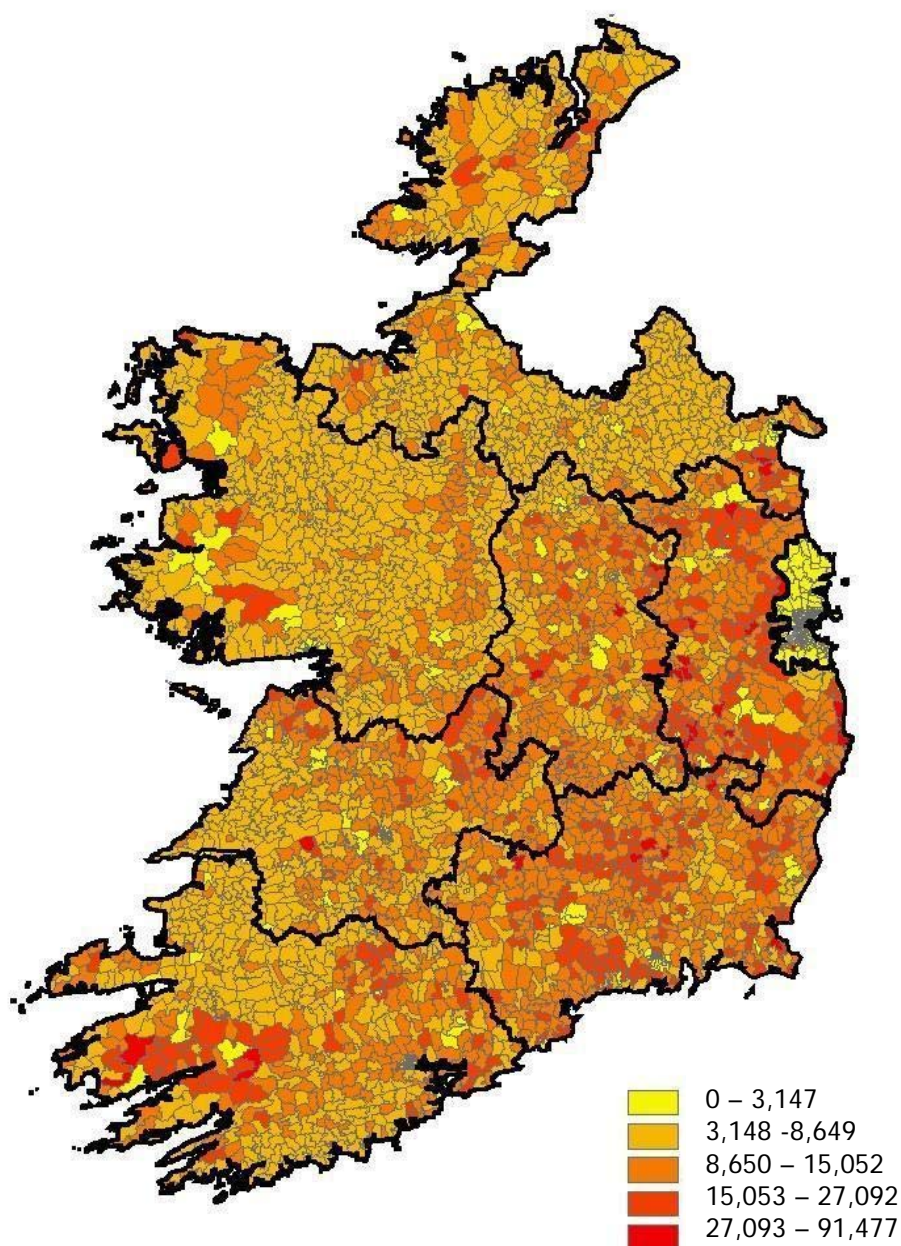 0 – 3,147
3,148 -8,649
8,650 – 15,052
15,053 – 27,092
27,093 – 91,477